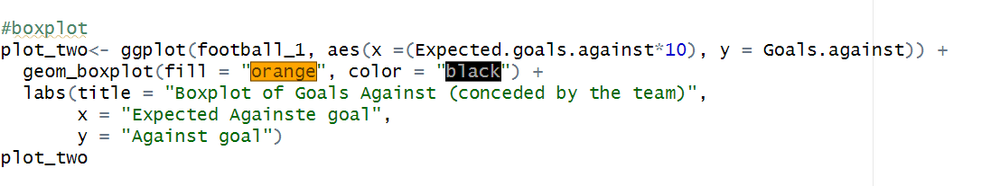 #boxplot
plot_two<- ggplot(football_1, aes(x =(Expected.goals.against*10), y = Goals.against)) +
  geom_boxplot(fill = "orange", color = "black") +
  labs(title = "Boxplot of Goals Against (conceded by the team)",
       x = "Expected Againste goal",
       y = "Against goal")
plot_two